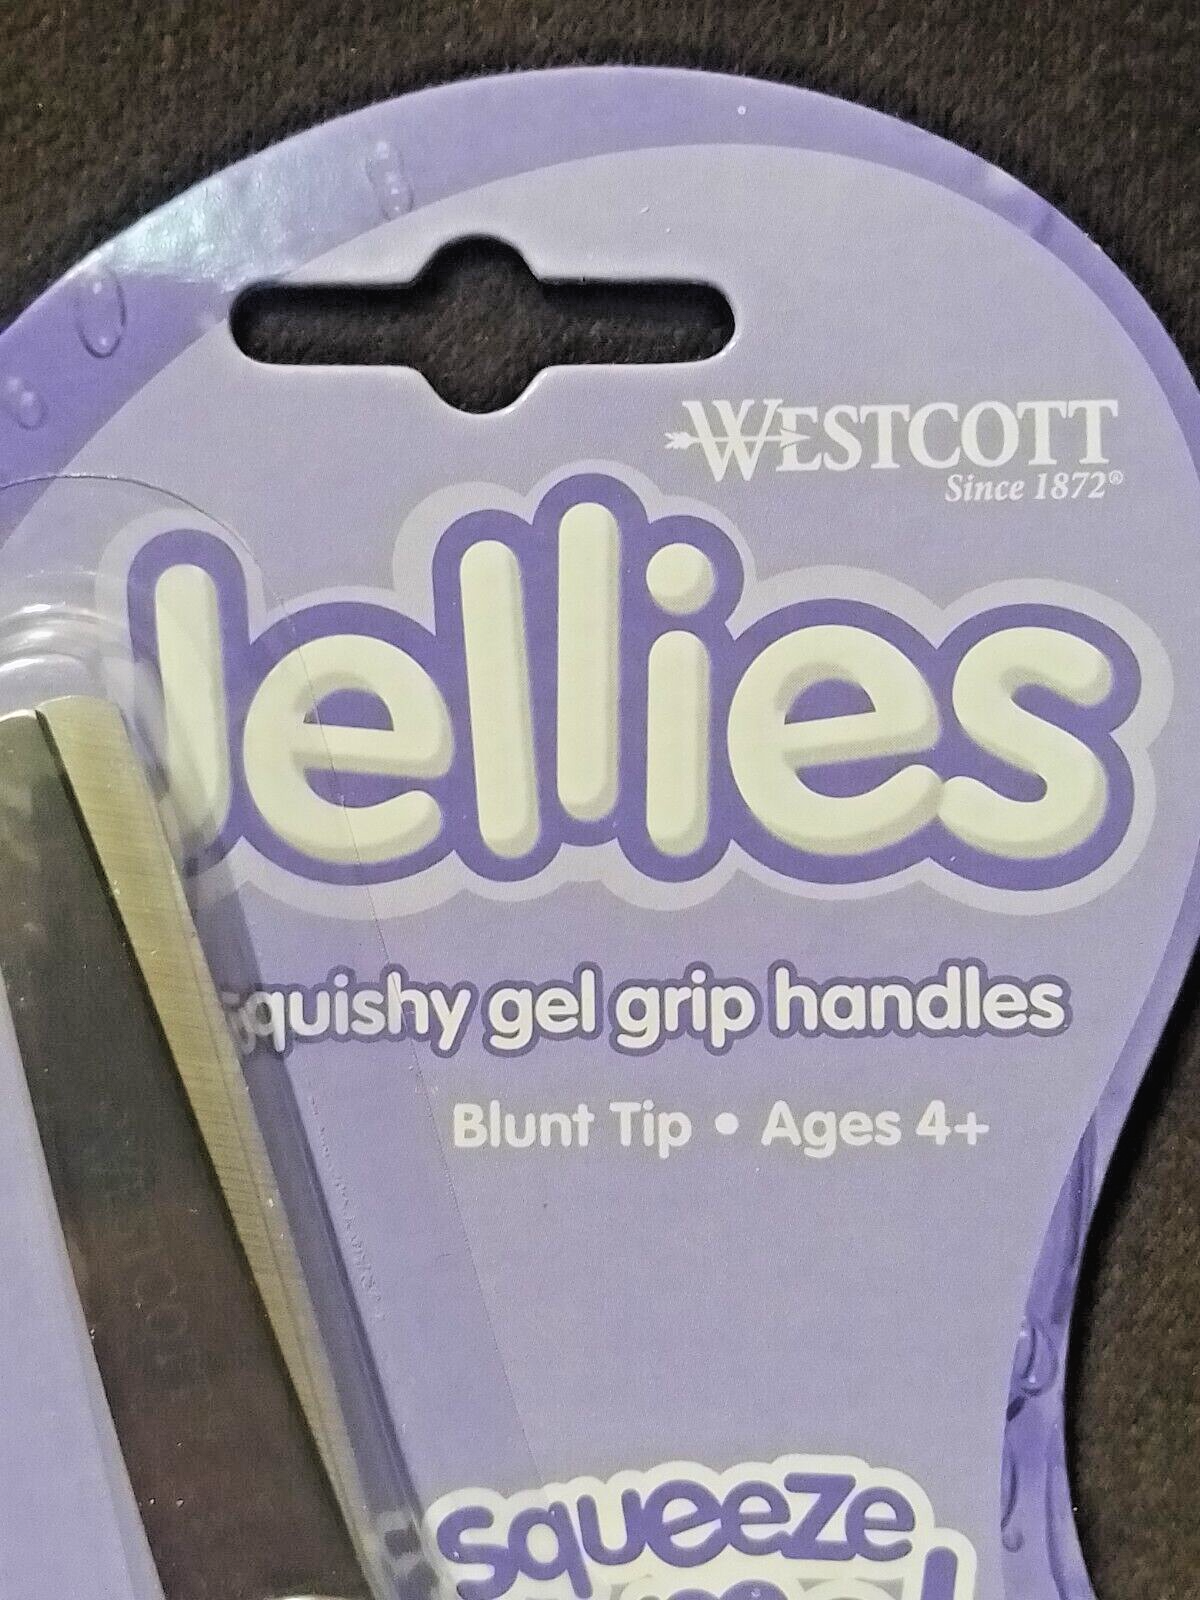 WESTCOTT
Since 1872®
Jellies
squishy gel grip handles
Blunt Tip • Ages 4+
squeeze